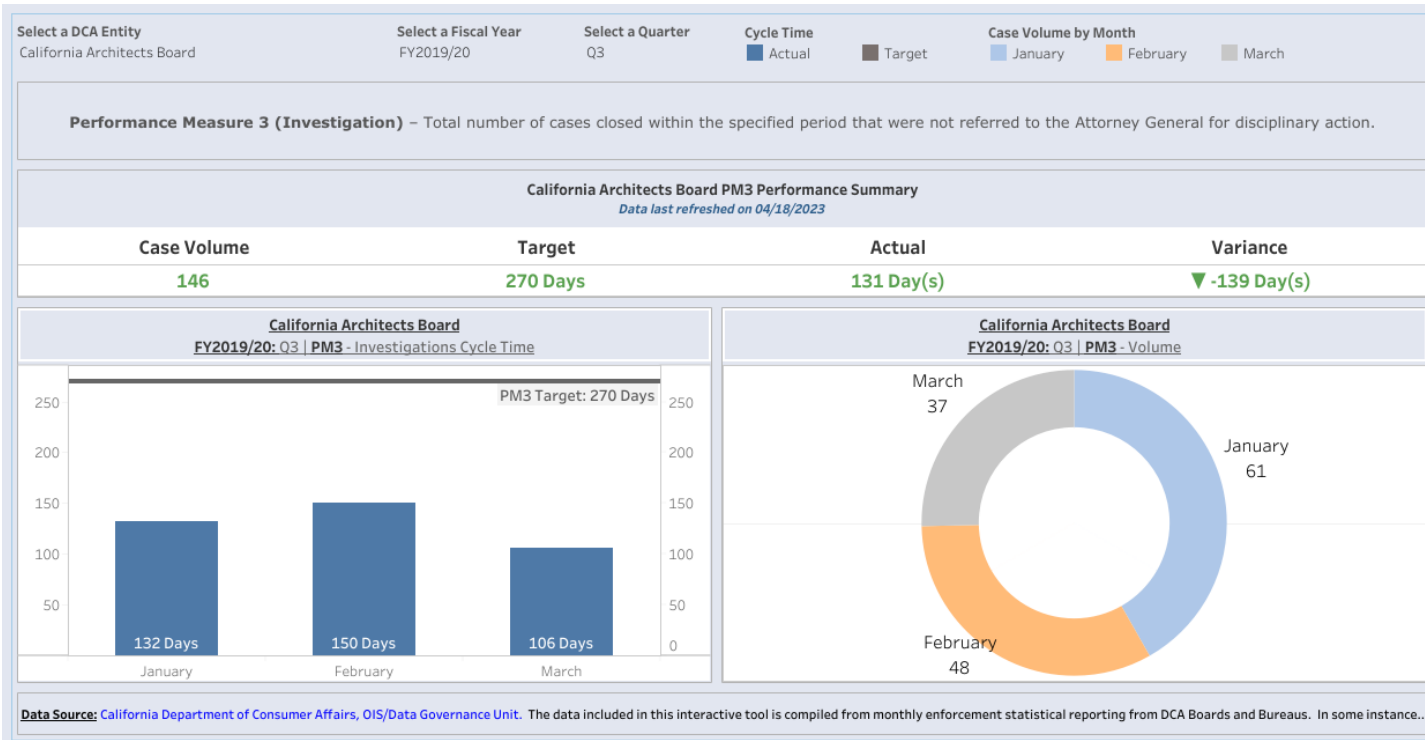 Select a DCA Entity
California Architects Board
Select a Fiscal Year
FY2019/20
Select a Quarter
Q3
Cycle Time
Actual
Target
Case Volume by Month
January
February
March
Performance Measure 3 (Investigation) – Total number of cases closed within the specified period that were not referred to the Attorney General for disciplinary action.
California Architects Board PM3 Performance Summary
Data last refreshed on 04/18/2023
Case Volume Target Actual Variance
146 270 Days 131 Day(s) ▼ -139 Day(s)
California Architects Board
FY2019/20: Q3 | PM3 - Investigations Cycle Time
PM3 Target: 270 Days
250 250
200 200
150 150
100 100
50 50
0
132 Days 150 Days 106 Days
January February March
California Architects Board
FY2019/20: Q3 | PM3 - Volume
March
37
January
61
February
48
Data Source: California Department of Consumer Affairs, OIS/Data Governance Unit. The data included in this interactive tool is compiled from monthly enforcement statistical reporting from DCA Boards and Bureaus. In some instance..